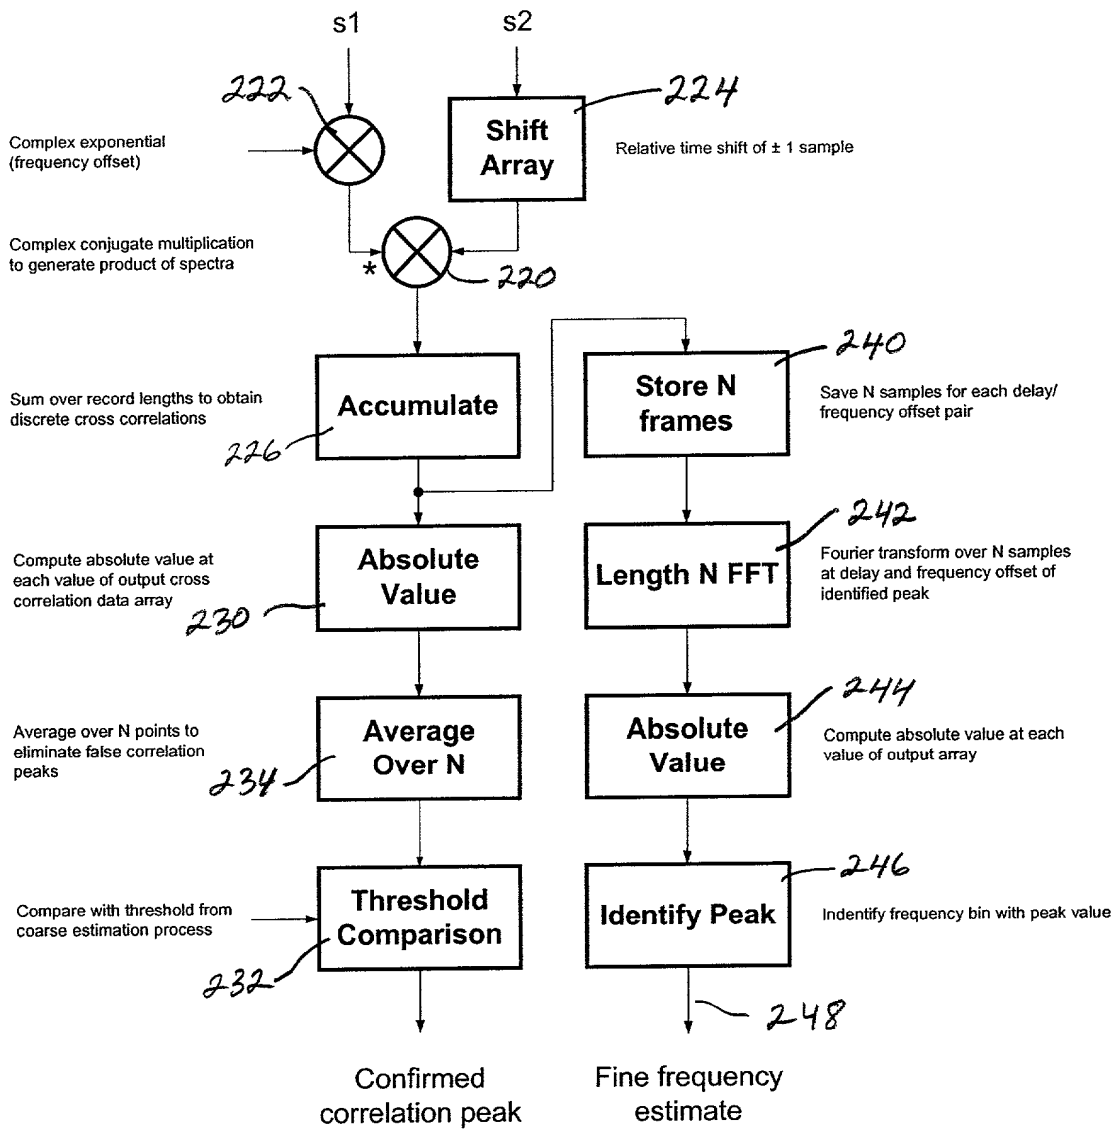 s1
s2
222
224
Complex exponential
(frequency offset)
Shift
Array
Relative time shift of ± 1 sample
Complex conjugate multiplication
to generate product of spectra
*
220
240
Sum over record lengths to obtain
discrete cross correlations
Accumulate
226
Store N
frames
Save N samples for each delay/
frequency offset pair
242
Compute absolute value at
each value of output cross
correlation data array
230
Absolute
Value
Length N FFT
Fourier transform over N samples
at delay and frequency offset of
identified peak
244
Average over N points to
eliminate false correlation
peaks
234
Average
Over N
Absolute
Value
Compute absolute value at each
value of output array
246
Compare with threshold from
coarse estimation process
232
Threshold
Comparison
Identify Peak
Indentify frequency bin with peak value
248
Confirmed
correlation peak
Fine frequency
estimate